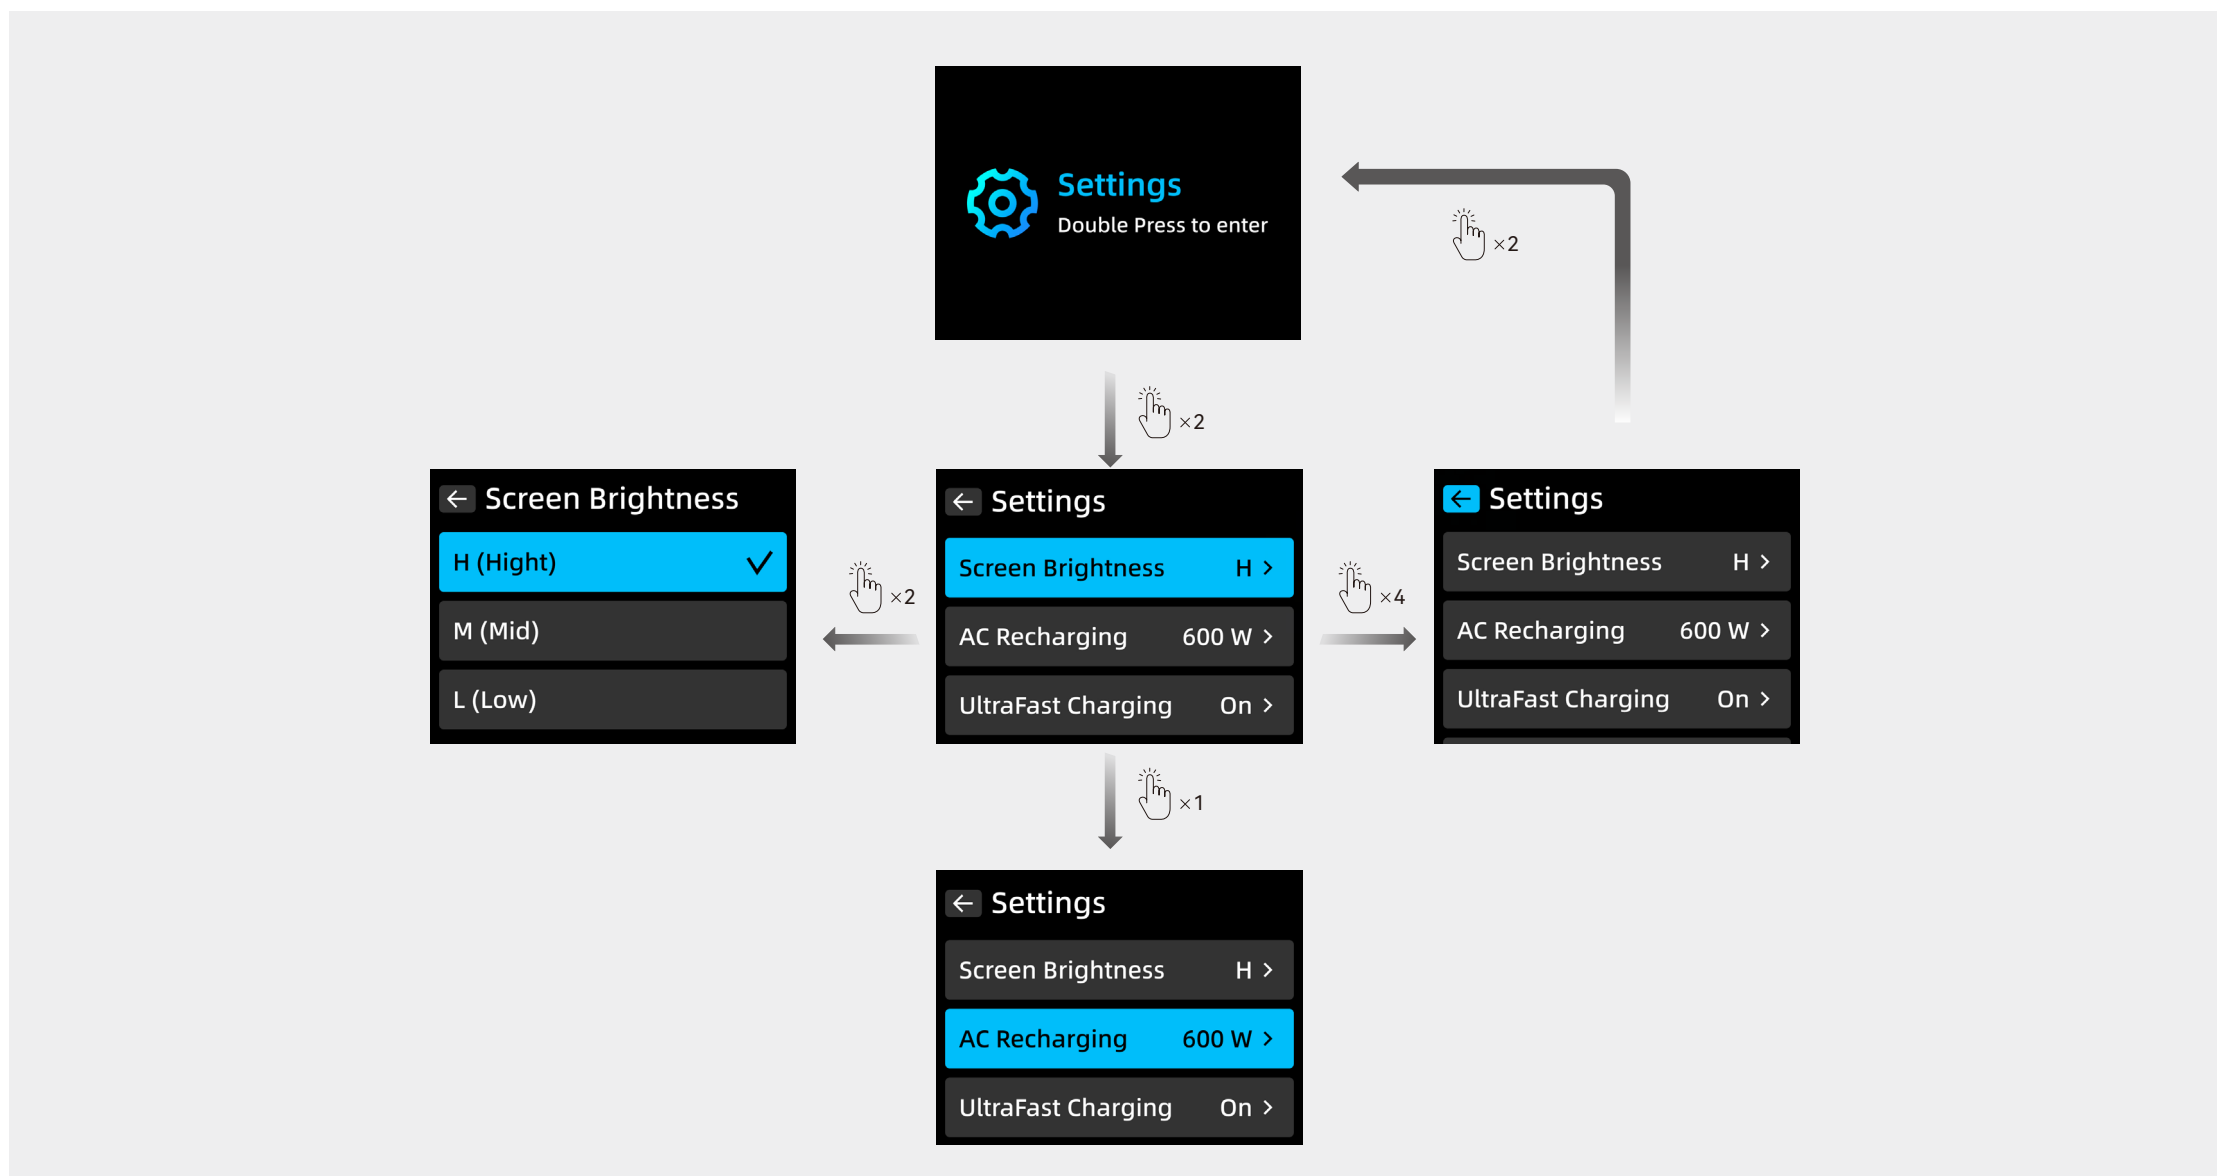 Settings
Double Press to enter
×2
×2
Screen Brightness
H (Hight)
M (Mid)
L (Low)
×2
Settings
Screen Brightness H
AC Recharging 600 W
UltraFast Charging On
×4
Settings
Screen Brightness H
AC Recharging 600 W
UltraFast Charging On
×1
Settings
Screen Brightness H
AC Recharging 600 W
UltraFast Charging On